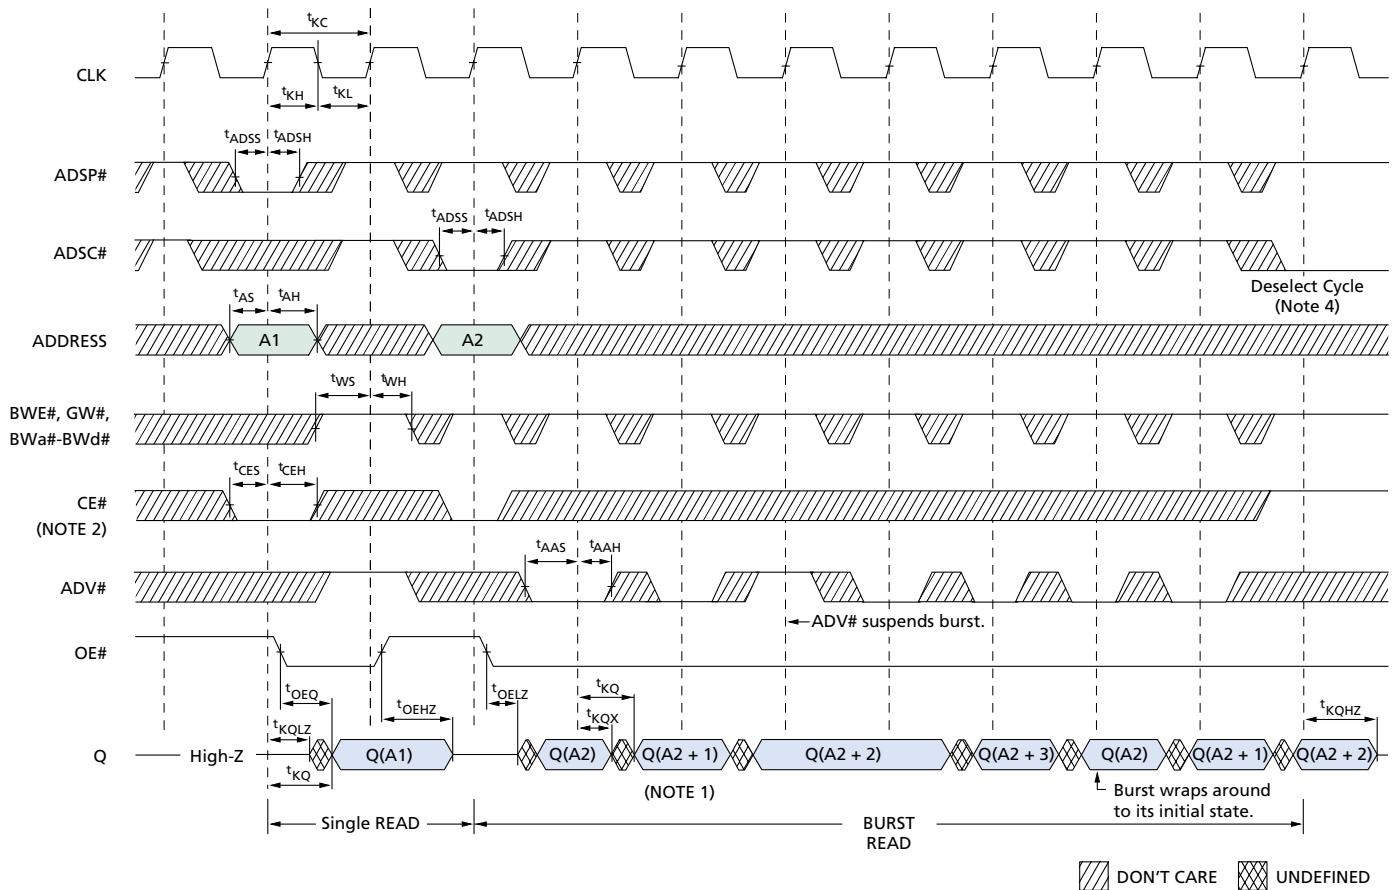 tKC
CLK
tKH
tKL
tADSS
tADSH
ADSP#
tADSS
tADSH
ADSC#
Deselect Cycle
(Note 4)
tAS
tAH
ADDRESS
A1
A2
tWS
tWH
BWE#, GW#,
BWa#-BWd#
tCES
tCEH
CE#
(NOTE 2)
tAAS
tAAH
ADV#
ADV# suspends burst.
OE#
tOEQ
tOEHZ
tOELZ
tKQ
tKQX
tKQLZ
tKQHZ
Q
High-Z
Q(A1)
Q(A2)
Q(A2 + 1)
Q(A2 + 2)
Q(A2 + 3)
Q(A2)
Q(A2 + 1)
Q(A2 + 2)
tKQ
(NOTE 1)
Burst wraps around
to its initial state.
Single READ
BURST
READ
DON'T CARE
UNDEFINED